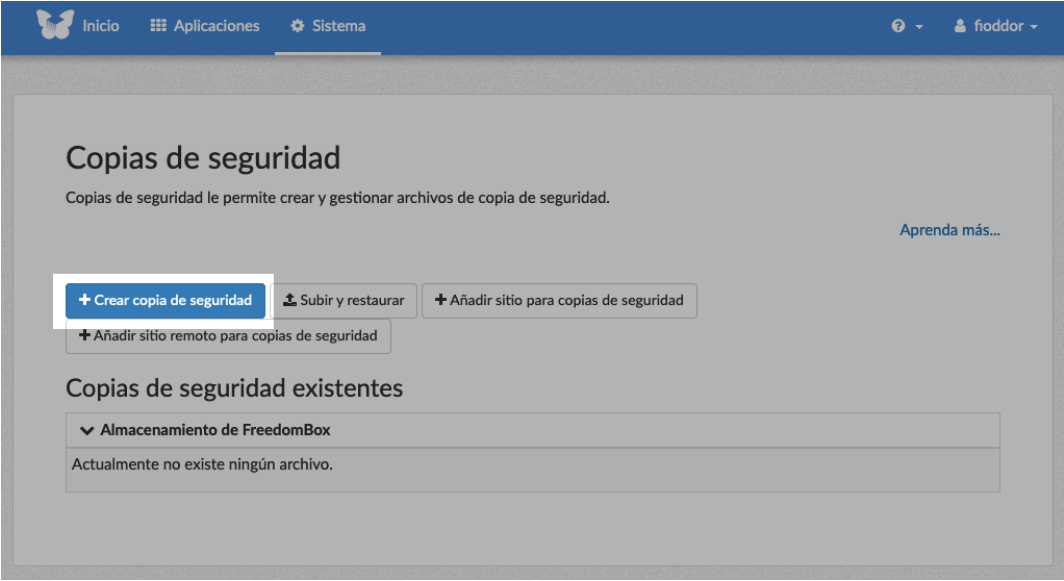 Inicio Aplicaciones Sistema fioddor
Copias de seguridad
Copias de seguridad le permite crear y gestionar archivos de copia de seguridad.
Aprenda más...
+ Crear copia de seguridad Subir y restaurar + Añadir sitio para copias de seguridad
+ Añadir sitio remoto para copias de seguridad
Copias de seguridad existentes
Almacenamiento de FreedomBox
Actualmente no existe ningún archivo.